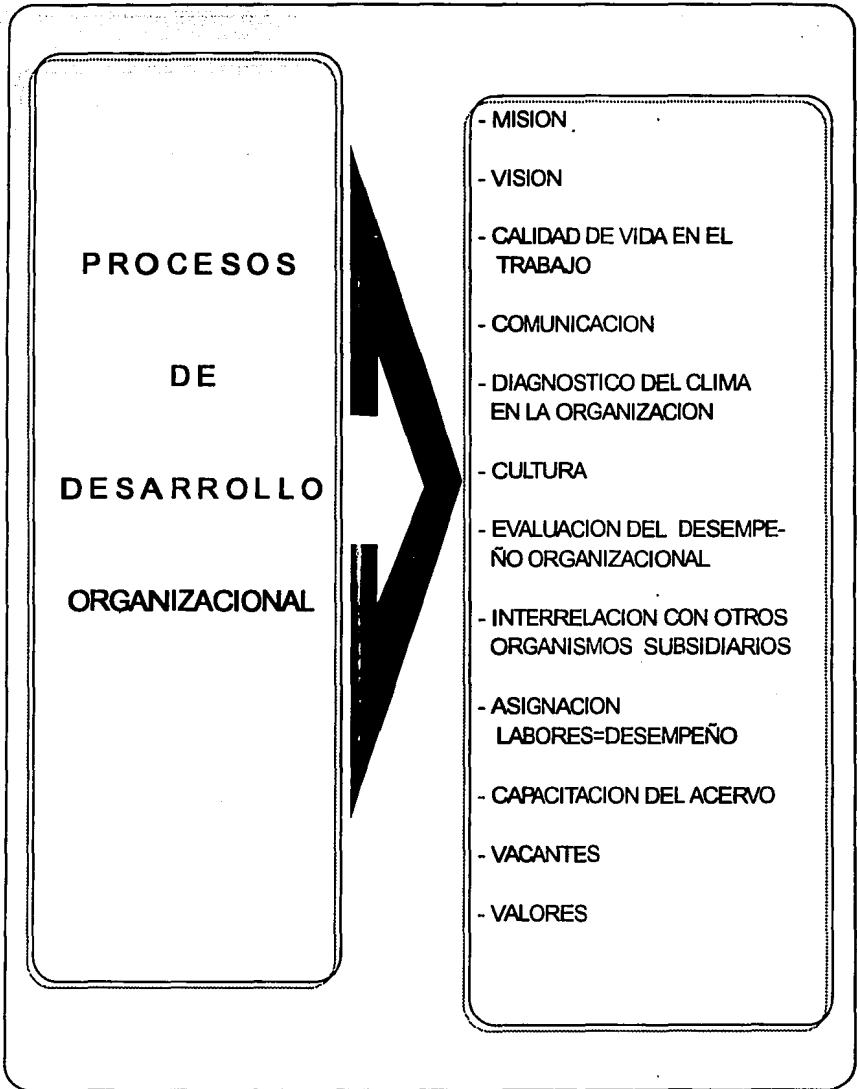 PROCESOS
DE
DESARROLLO
ORGANIZACIONAL
- MISION
- VISION
- CALIDAD DE VIDA EN EL
TRABAJO
- COMUNICACION
- DIAGNOSTICO DEL CLIMA
EN LA ORGANIZACION
- CULTURA
- EVALUACION DEL DESEMPE-
ÑO ORGANIZACIONAL
- INTERRELACION CON OTROS
ORGANISMOS SUBSIDIARIOS
- ASIGNACION
LABORES=DESEMPEÑO
- CAPACITACION DEL ACERVO
- VACANTES
- VALORES